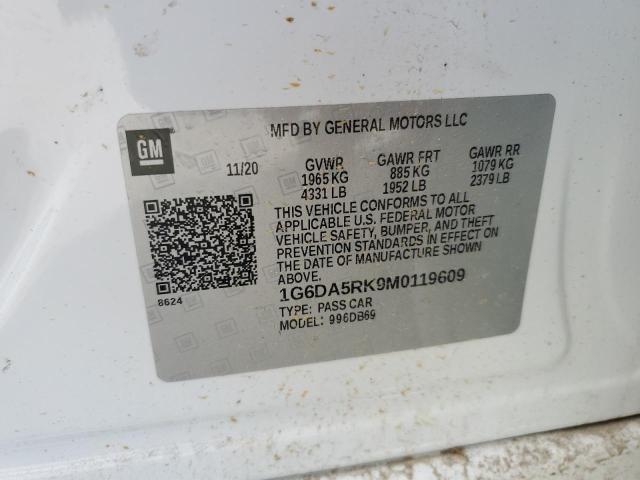 GM
MFD BY GENERAL MOTORS LLC
11/20 GVWR GAWR FRT GAWR RR
1965 KG 885 KG 1079 KG
4331 LB 1952 LB 2379 LB
THIS VEHICLE CONFORMS TO ALL
APPLICABLE U.S. FEDERAL MOTOR
VEHICLE SAFETY, BUMPER, AND THEFT
PREVENTION STANDARDS IN EFFECT ON
THE DATE OF MANUFACTURE SHOWN
ABOVE.
8624
1G6DA5RK9M0119609
TYPE: PASS CAR
MODEL: 996DB69